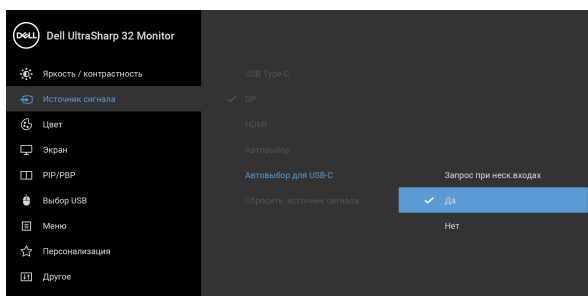 DELL Dell UltraSharp 32 Monitor
Яркость / контрастность
USB Type-C
Источник сигнала
DP
Цвет
HDMI
Экран
Автовыбор
PIP/PBP
Автовыбор для USB-C
Запрос при неск.входах
Выбор USB
Сбросить источник сигнала
Да
Меню
Нет
Персонализация
Другое